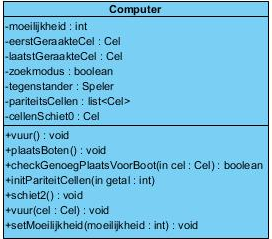 Computer
-moeilijkheid : int
-eerstGeraakteCel : Cel
-laatstGeraakteCel : Cel
-zoekmodus : boolean
-tegenstander : Speler
-pariteitsCellen : list<Cel>
-cellenSchiet0 : Cel
+vuur() : void
+plaatsBoten() : void
+checkGenoegPlaatsVoorBoot(in cel : Cel) : boolean
+initPariteitCellen(in getal : int)
+schiet2() : void
+vuur(cel : Cel) : void
+setMoeilijkheid(moeilijkheid : int) : void